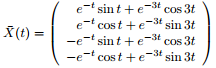 X̄(t) = ( e^{-t} sin t + e^{-3t} cos 3t
e^{-t} cos t + e^{-3t} sin 3t
-e^{-t} sin t + e^{-3t} cos 3t
-e^{-t} cos t + e^{-3t} sin 3t )